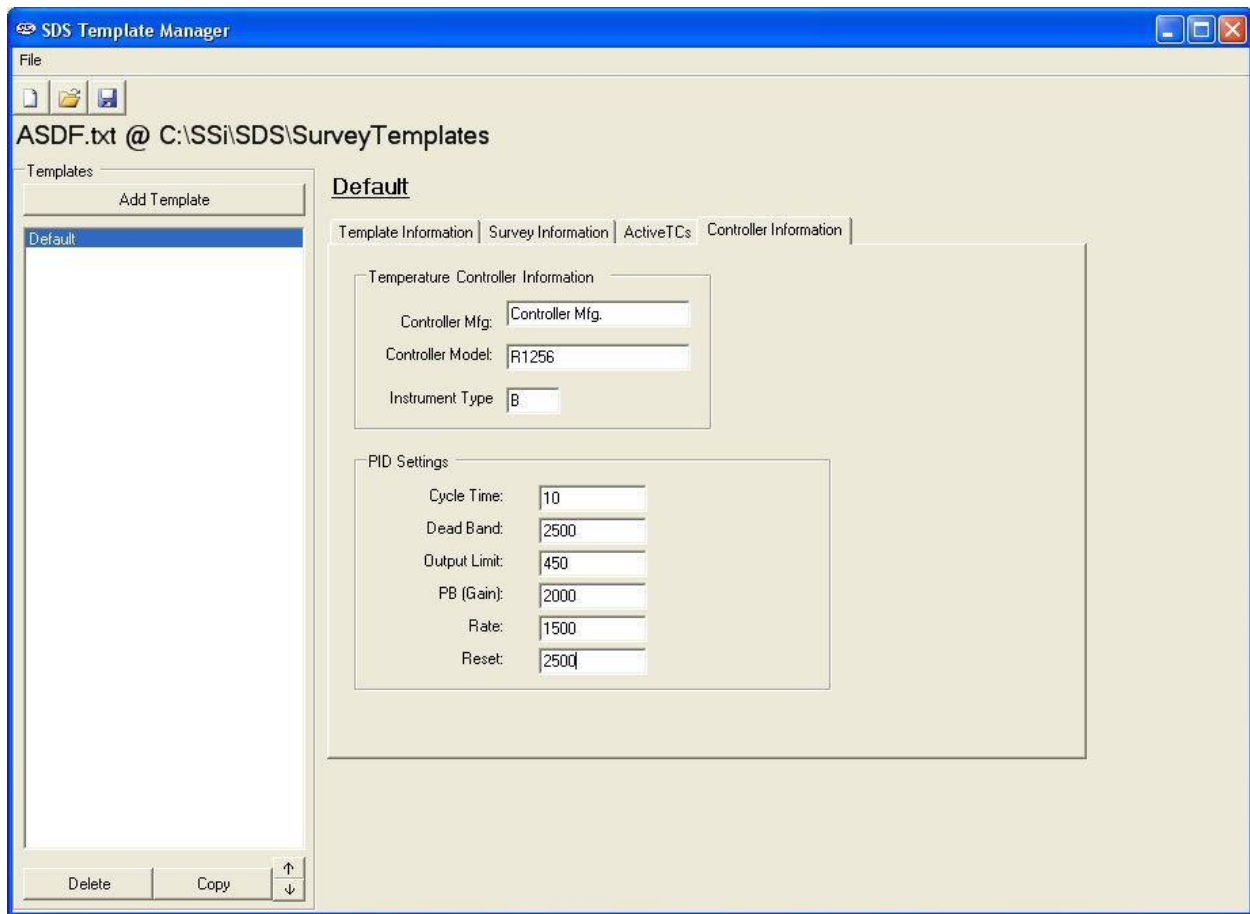 SDS Template Manager
File
ASDF.txt @ C:\SSi\SDS\SurveyTemplates
Templates
Add Template
Default
Delete
Copy
Default
Template Information
Survey Information
ActiveTCs
Controller Information
Temperature Controller Information
Controller Mfg: Controller Mfg.
Controller Model: R1256
Instrument Type B
PID Settings
Cycle Time: 10
Dead Band: 2500
Output Limit: 450
PB (Gain): 2000
Rate: 1500
Reset: 2500